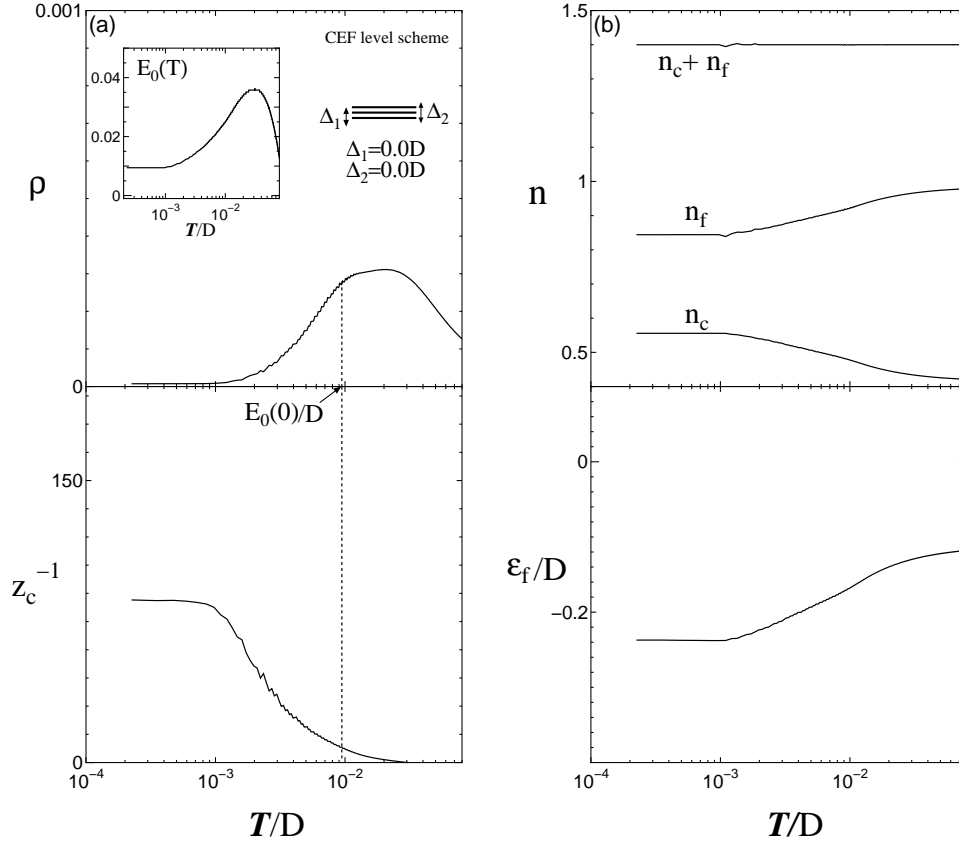 0.001
(a)
CEF level scheme
E₀(T)
0.04
0.02
0
10⁻³
10⁻²
T/D
Δ₁
Δ₂
Δ₁=0.0D
Δ₂=0.0D
ρ
0
E₀(0)/D
150
z_c⁻¹
0
10⁻⁴
10⁻³
10⁻²
T/D
1.5
(b)
n_c+ n_f
1
n
n_f
n_c
0.5
0
ε_f/D
−0.2
10⁻⁴
10⁻³
10⁻²
T/D